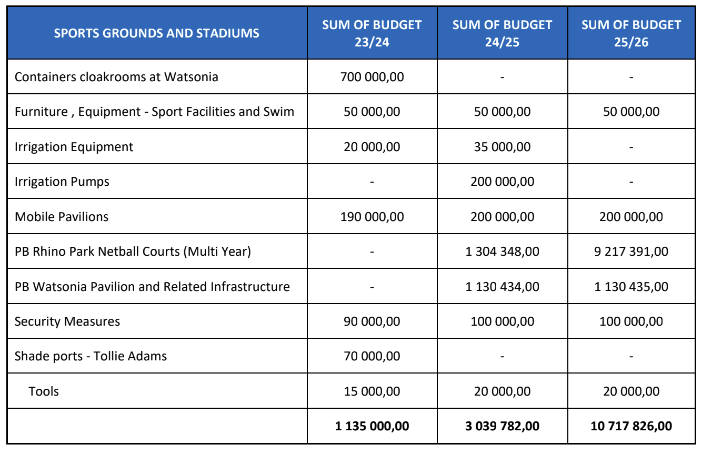 SPORTS GROUNDS AND STADIUMS SUM OF BUDGET 23/24 SUM OF BUDGET 24/25 SUM OF BUDGET 25/26
Containers cloakrooms at Watsonia 700 000,00 - -
Furniture , Equipment - Sport Facilities and Swim 50 000,00 50 000,00 50 000,00
Irrigation Equipment 20 000,00 35 000,00 -
Irrigation Pumps - 200 000,00 -
Mobile Pavilions 190 000,00 200 000,00 200 000,00
PB Rhino Park Netball Courts (Multi Year) - 1 304 348,00 9 217 391,00
PB Watsonia Pavilion and Related Infrastructure - 1 130 434,00 1 130 435,00
Security Measures 90 000,00 100 000,00 100 000,00
Shade ports - Tollie Adams 70 000,00 - -
Tools 15 000,00 20 000,00 20 000,00
1 135 000,00 3 039 782,00 10 717 826,00